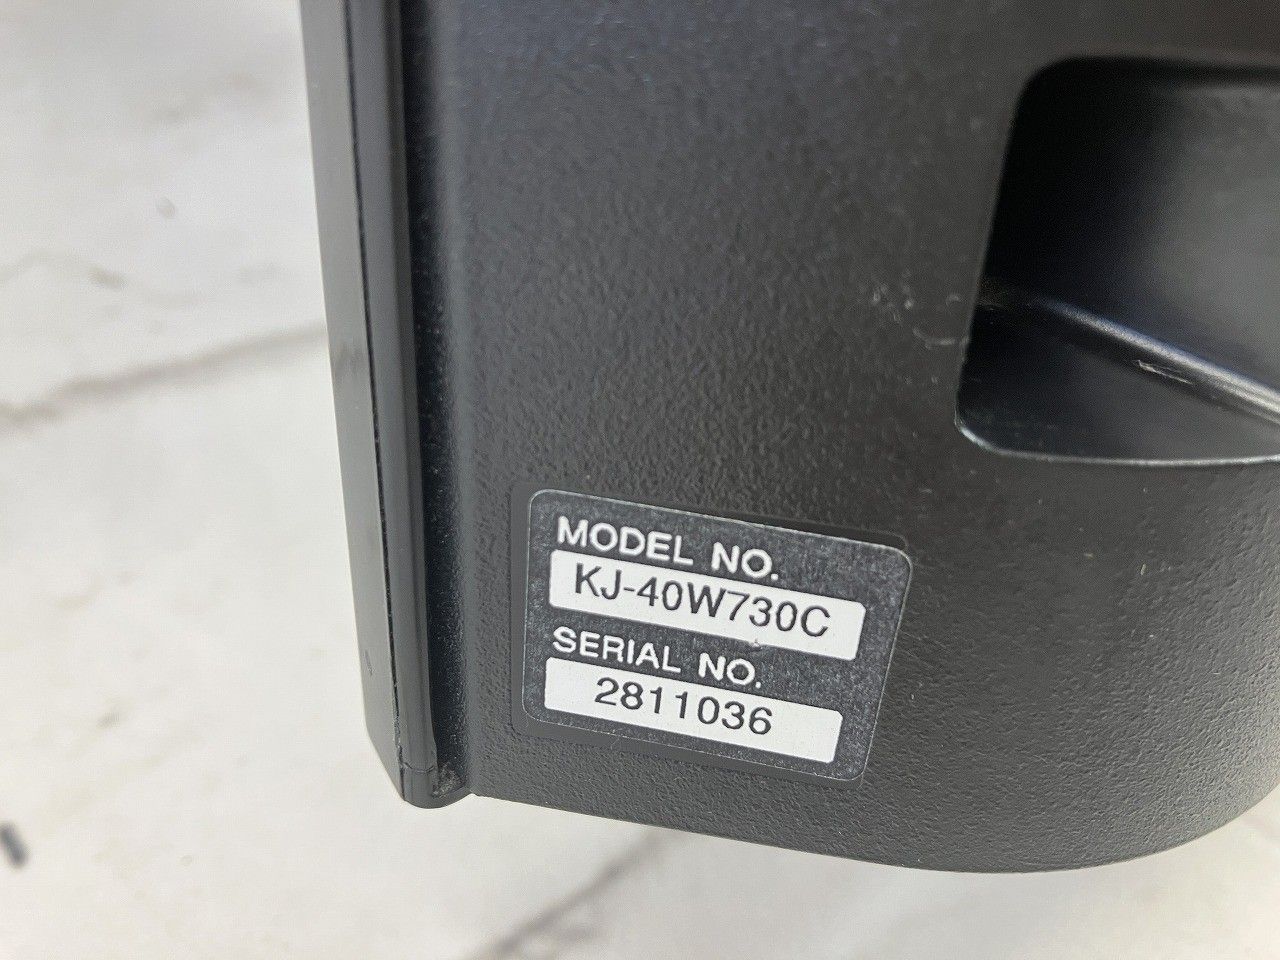 MODEL NO.
KJ-40W730C
SERIAL NO.
2811036